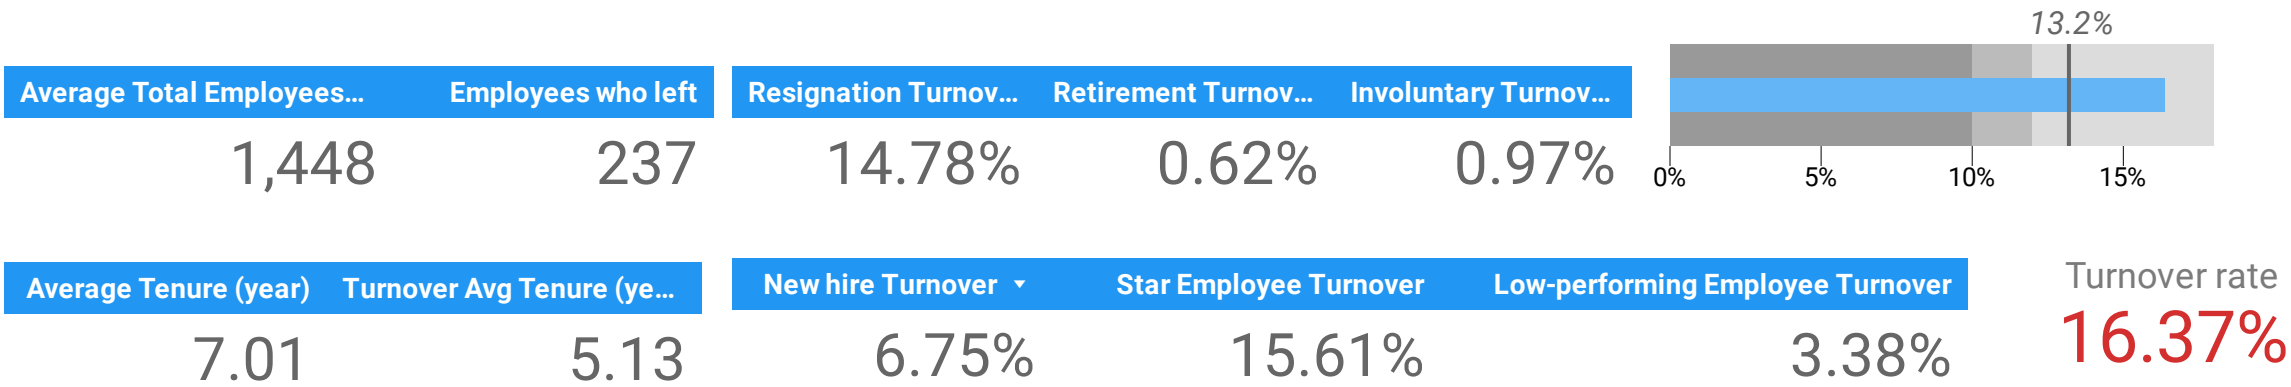 13.2%
Average Total Employees... Employees who left
1,448 237
Resignation Turnov... Retirement Turnov... Involuntary Turnov...
14.78% 0.62% 0.97%
0% 5% 10% 15%
Average Tenure (year) Turnover Avg Tenure (ye...
7.01 5.13
New hire Turnover Star Employee Turnover Low-performing Employee Turnover
6.75% 15.61% 3.38%
Turnover rate
16.37%